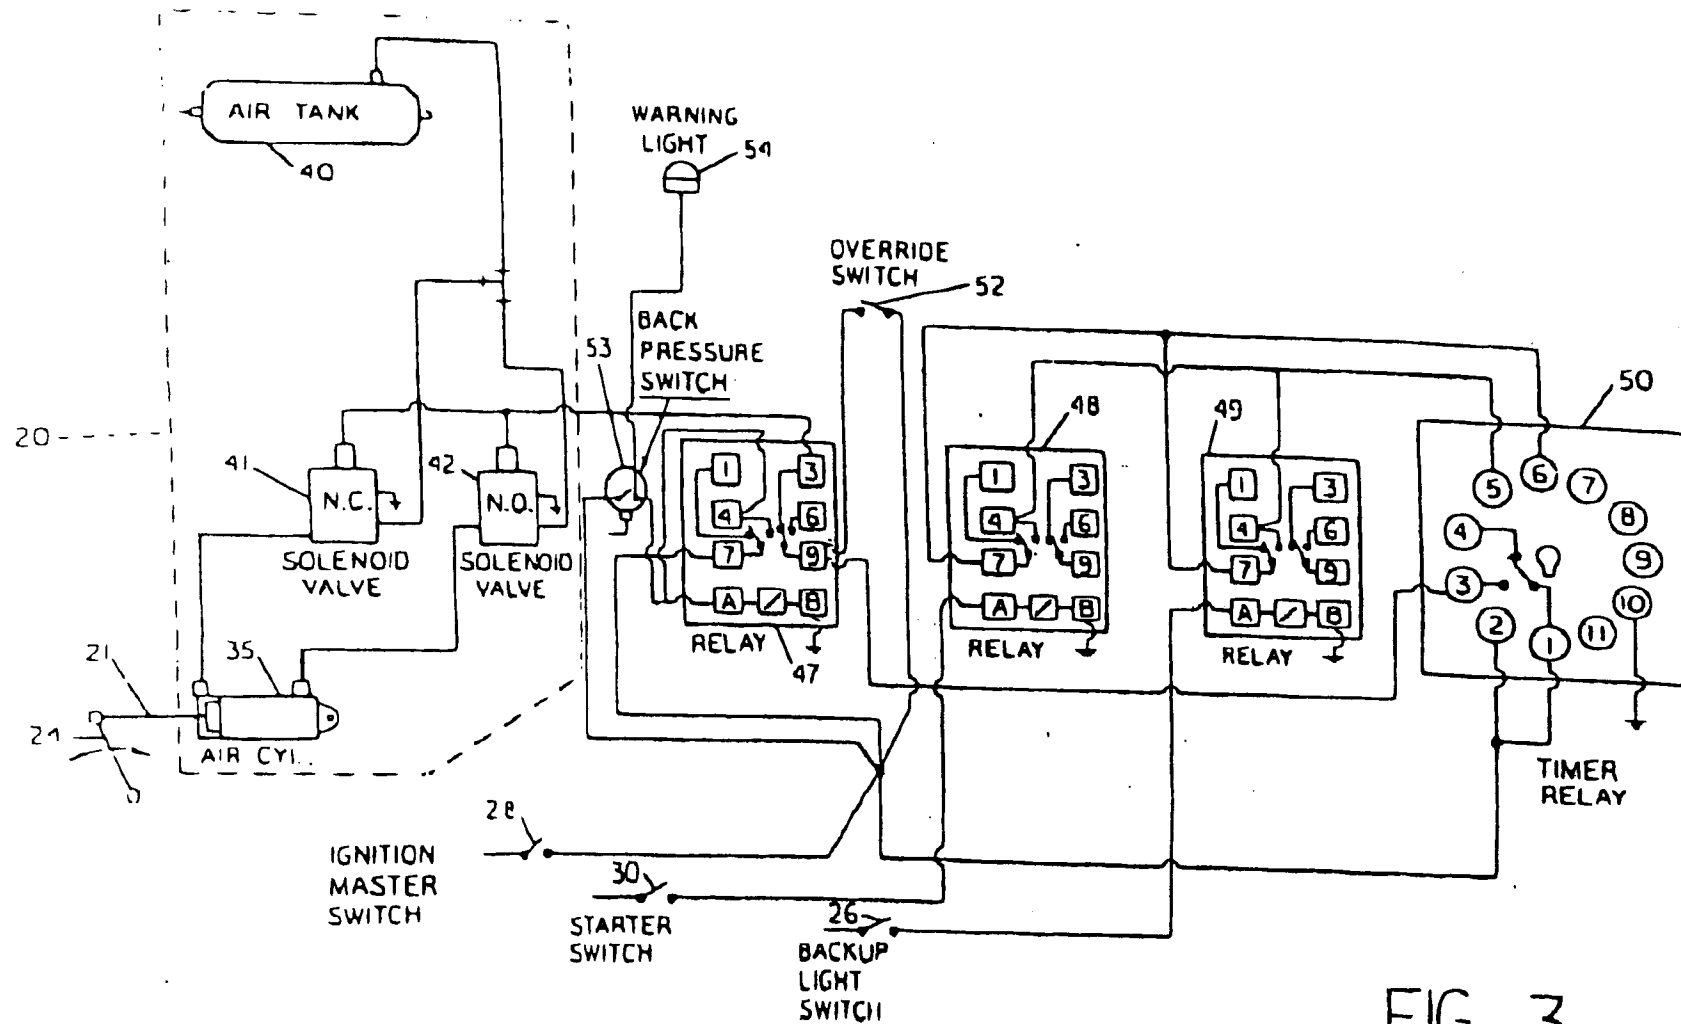 AIR TANK
40
WARNING
LIGHT
54
OVERRIDE
SWITCH
52
BACK
PRESSURE
SWITCH
53
20
41
N.C.
SOLENOID
VALVE
42
N.O.
SOLENOID
VALVE
1
3
4
6
7
9
A
B
RELAY
47
48
1
3
4
6
7
9
A
B
RELAY
49
1
3
4
6
7
9
A
B
RELAY
50
5
6
7
8
9
10
11
1
2
3
4
TIMER
RELAY
21
35
24
AIR CYL.
28
IGNITION
MASTER
SWITCH
30
STARTER
SWITCH
26
BACKUP
LIGHT
SWITCH
FIG. 3